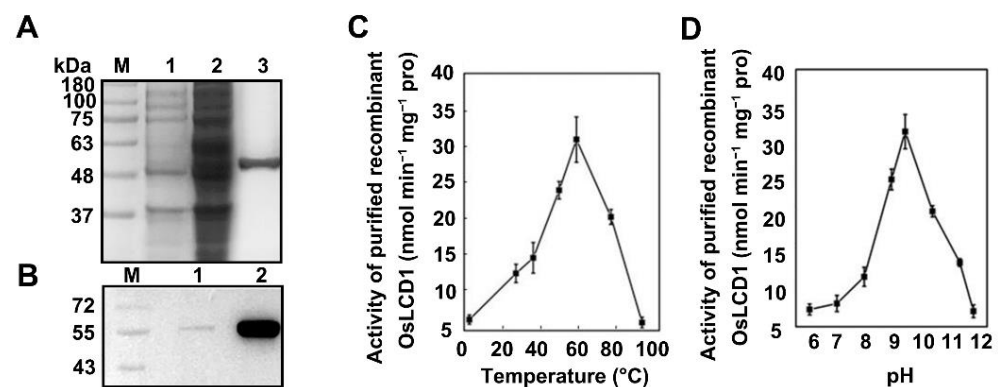 A
kDa M 1 2 3
180
100
75
63
48
37
B
M 1 2
72
55
43
C
Activity of purified recombinant
OsLCD1 (nmol min⁻¹ mg⁻¹ pro)
40
35
30
25
20
15
10
5
0 20 40 60 80 100
Temperature (°C)
D
Activity of purified recombinant
OsLCD1 (nmol min⁻¹ mg⁻¹ pro)
40
35
30
25
20
15
10
5
6 7 8 9 10 11 12
pH